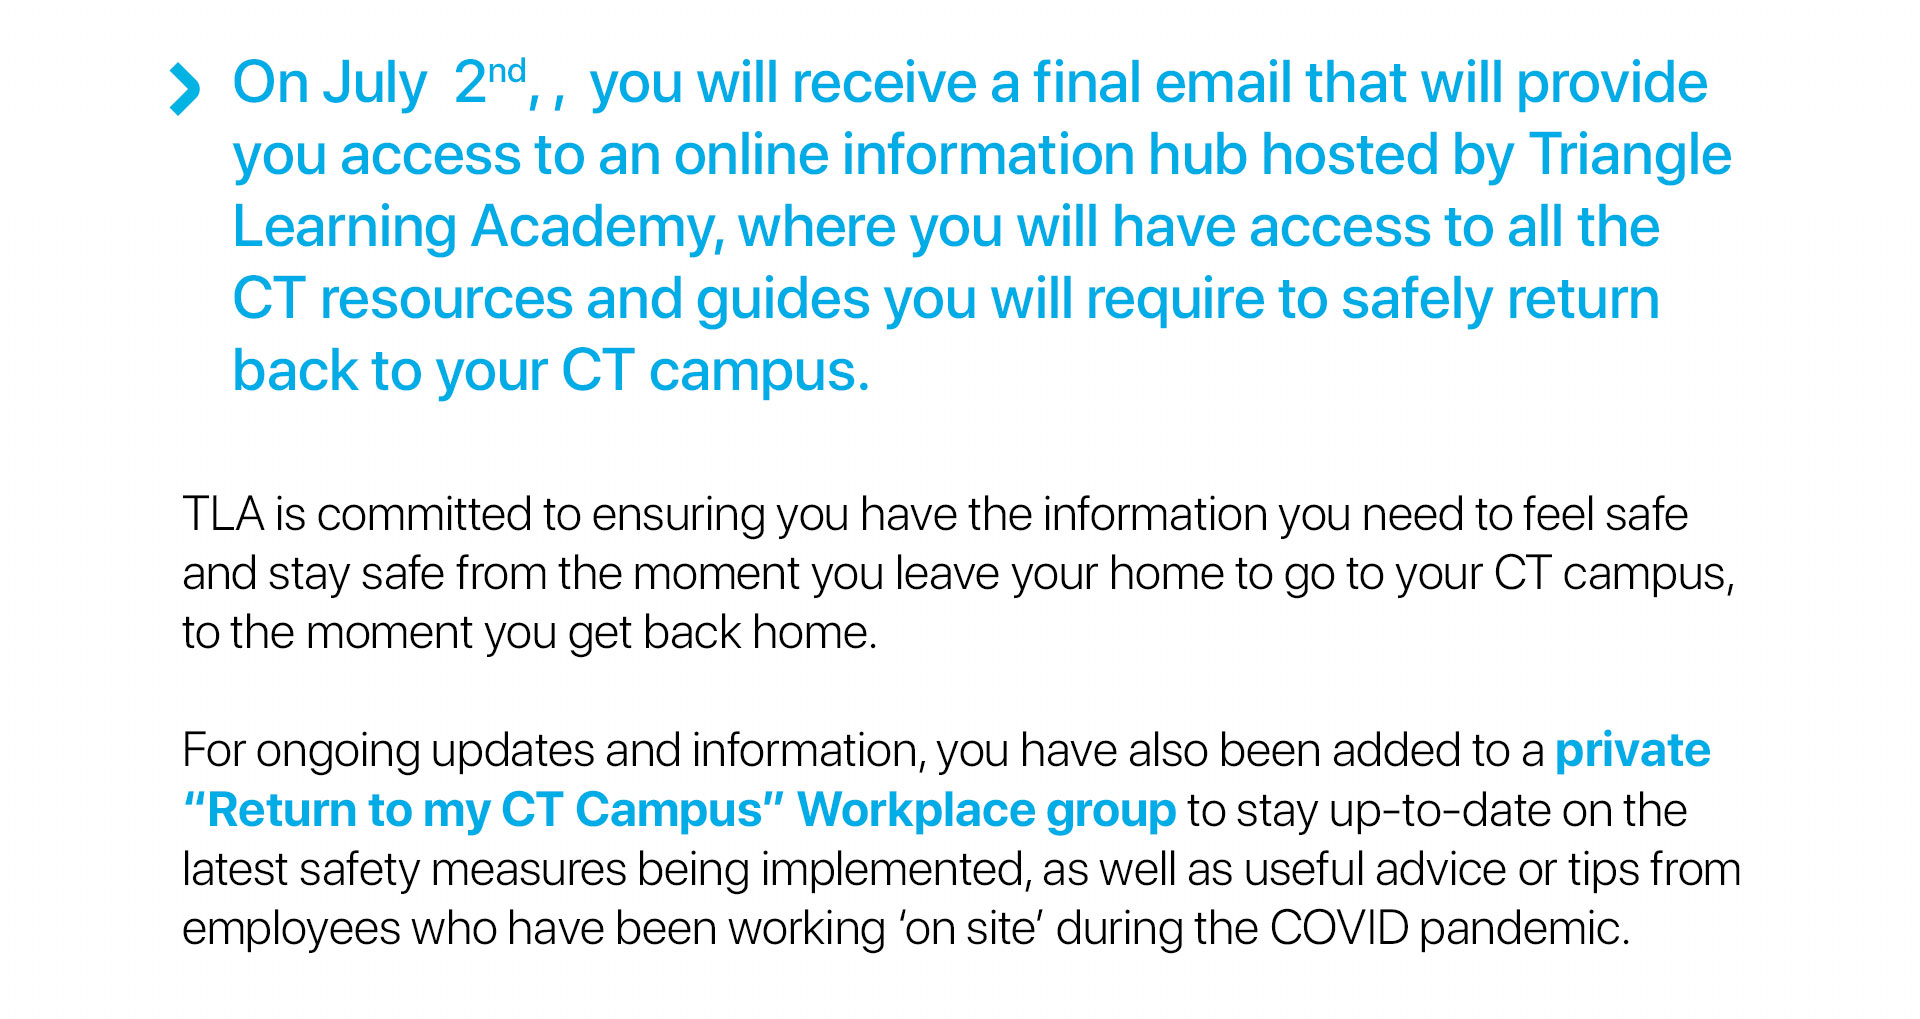 On July  2nd, ,  you will receive a final email that will provide
you access to an online information hub hosted by Triangle
Learning Academy, where you will have access to all the
CT resources and guides you will require to safely return
back to your CT campus.
TLA is committed to ensuring you have the information you need to feel safe
and stay safe from the moment you leave your home to go to your CT campus,
to the moment you get back home.
For ongoing updates and information, you have also been added to a private
“Return to my CT Campus” Workplace group to stay up-to-date on the
latest safety measures being implemented, as well as useful advice or tips from
employees who have been working ‘on site’ during the COVID pandemic.